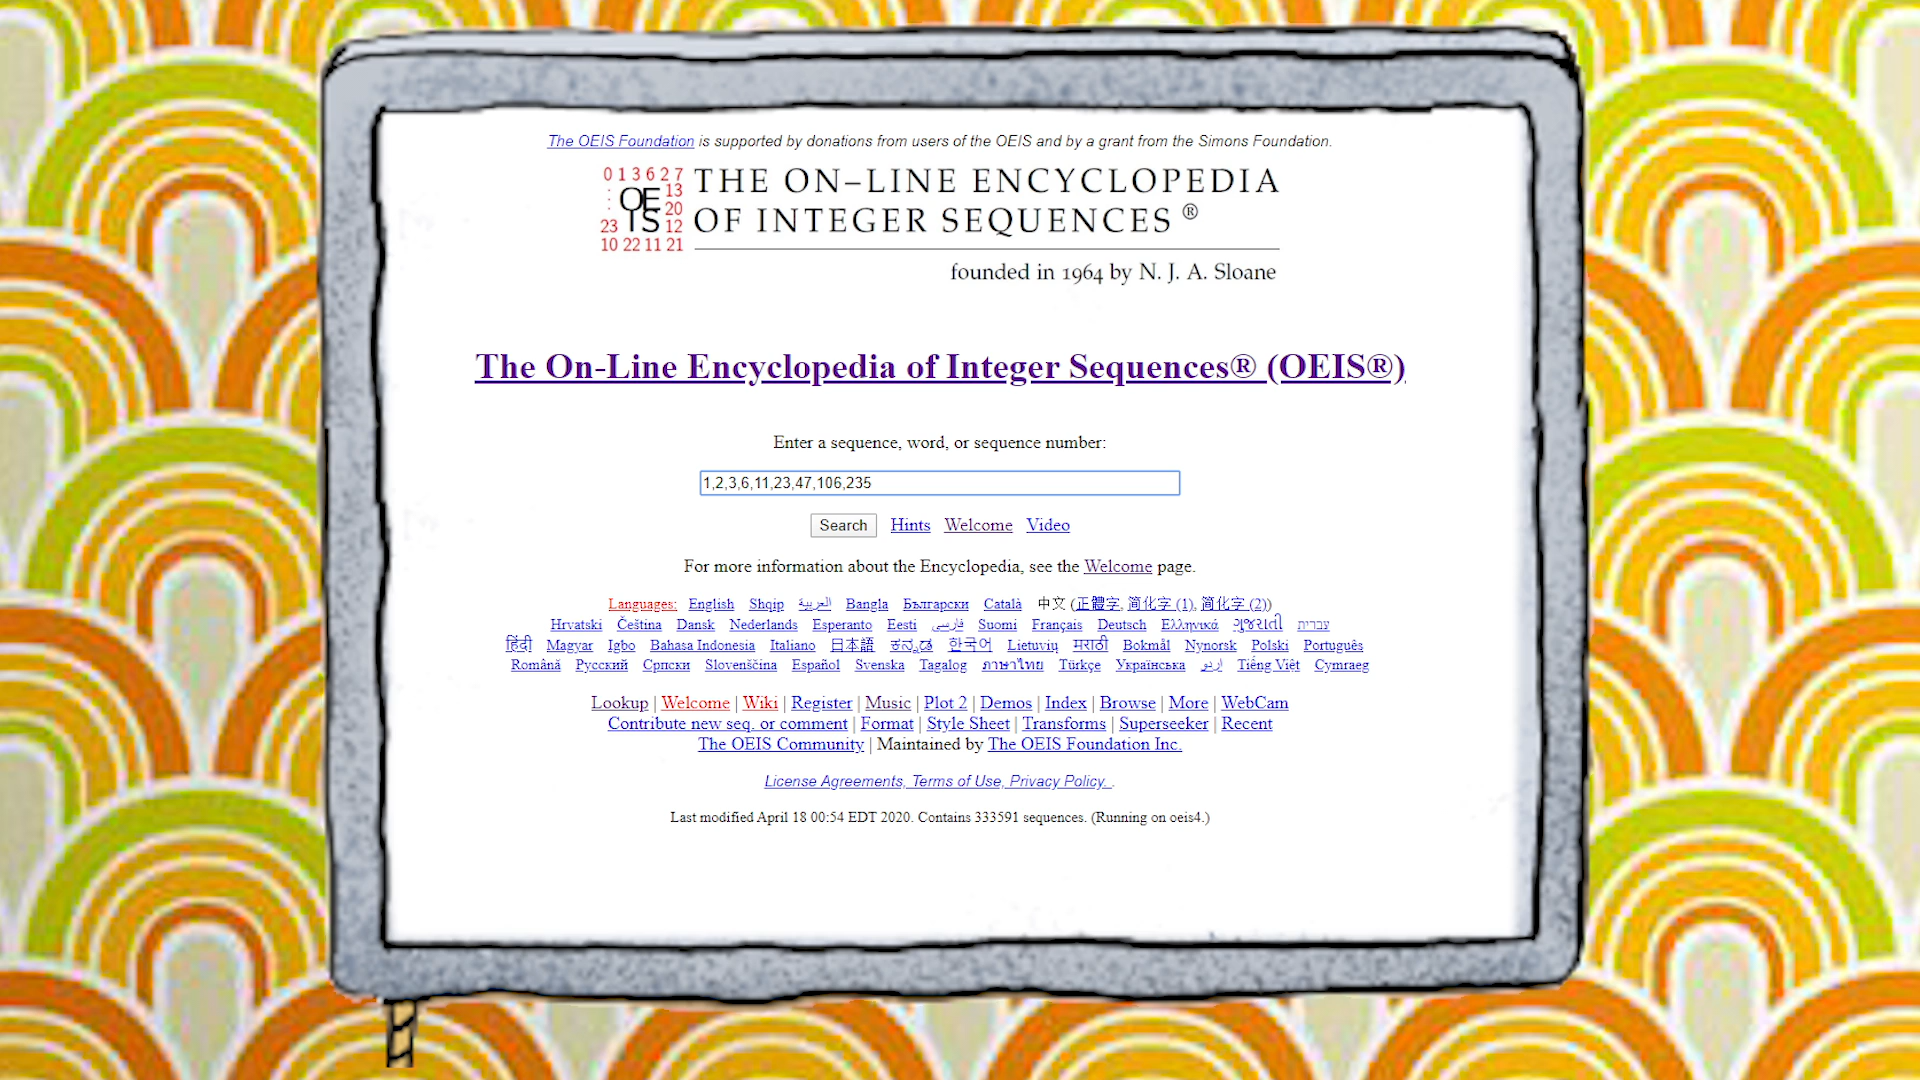 The OEIS Foundation is supported by donations from users of the OEIS and by a grant from the Simons Foundation.
0 1 3 6 2 7
: OE 13
: IS 20
23 12
10 22 11 21
THE ON–LINE ENCYCLOPEDIA
OF INTEGER SEQUENCES ®
founded in 1964 by N. J. A. Sloane
The On-Line Encyclopedia of Integer Sequences® (OEIS®)
Enter a sequence, word, or sequence number:
1,2,3,6,11,23,47,106,235
Search Hints Welcome Video
For more information about the Encyclopedia, see the Welcome page.
Languages: English Shqip العربية Bangla Български Català 中文 (正體字, 简化字 (1), 简化字 (2))
Hrvatski Čeština Dansk Nederlands Esperanto Eesti فارسی Suomi Français Deutsch Ελληνικά ગુજરાતી עברית
हिंदी Magyar Igbo Bahasa Indonesia Italiano 日本語 ಕನ್ನಡ 한국어 Lietuvių मराठी Bokmål Nynorsk Polski Português
Română Русский Српски Slovenščina Español Svenska Tagalog ภาษาไทย Türkçe Українська اردو Tiếng Việt Cymraeg
Lookup | Welcome | Wiki | Register | Music | Plot 2 | Demos | Index | Browse | More | WebCam
Contribute new seq. or comment | Format | Style Sheet | Transforms | Superseeker | Recent
The OEIS Community | Maintained by The OEIS Foundation Inc.
License Agreements, Terms of Use, Privacy Policy. .
Last modified April 18 00:54 EDT 2020. Contains 333591 sequences. (Running on oeis4.)